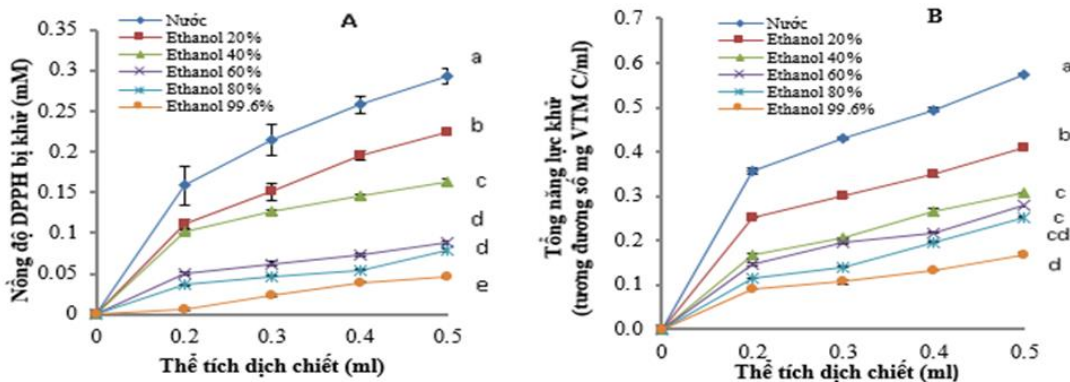 A
Nước
Ethanol 20%
Ethanol 40%
Ethanol 60%
Ethanol 80%
Ethanol 99.6%
Nồng độ DPPH bị khử (mM)
0.35
0.3
0.25
0.2
0.15
0.1
0.05
0
a
b
c
d
d
e
0 0.2 0.3 0.4 0.5
Thể tích dịch chiết (ml)
B
Nước
Ethanol 20%
Ethanol 40%
Ethanol 60%
Ethanol 80%
Ethanol 99.6%
Tổng năng lực khử
(tương đương số mg VTM C/ml)
0.7
0.6
0.5
0.4
0.3
0.2
0.1
0.0
a
b
c
c
cd
d
0 0.2 0.3 0.4 0.5
Thể tích dịch chiết (ml)